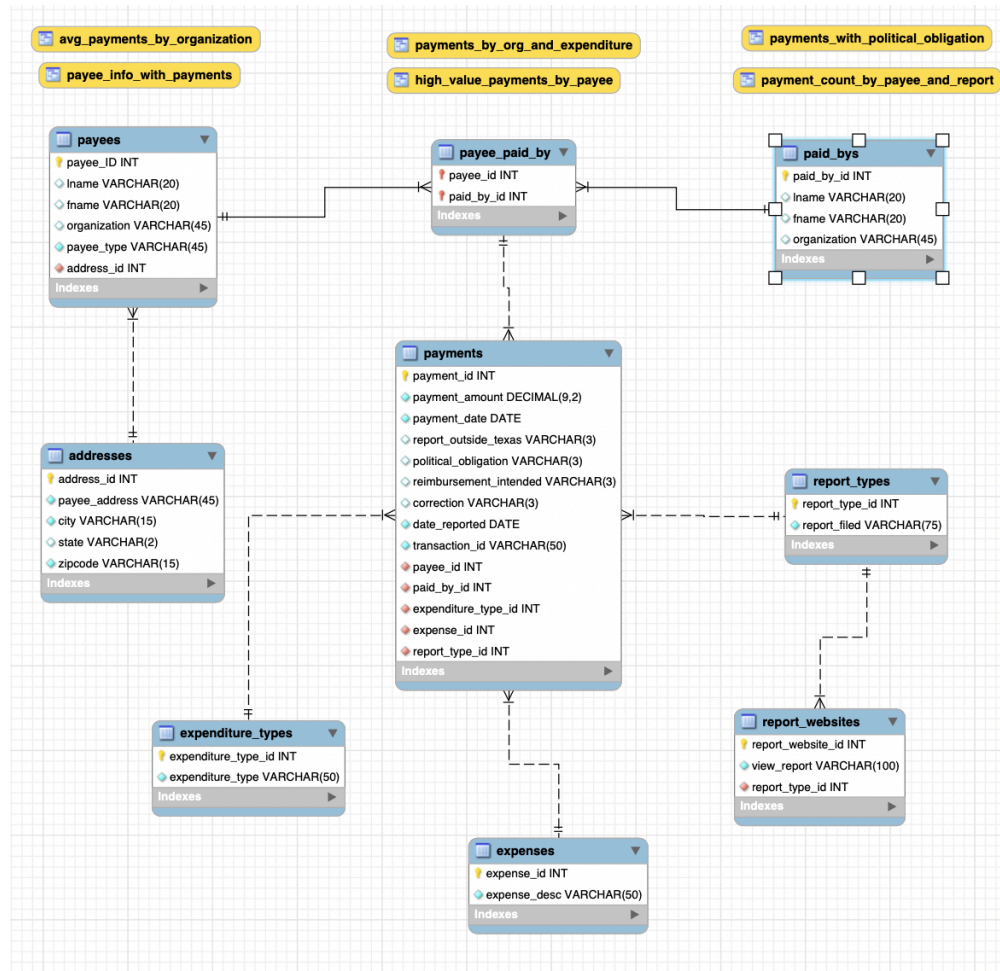 avg_payments_by_organization
payee_info_with_payments
payments_by_org_and_expenditure
high_value_payments_by_payee
payments_with_political_obligation
payment_count_by_payee_and_report
payees
payee_ID INT
lname VARCHAR(20)
fname VARCHAR(20)
organization VARCHAR(45)
payee_type VARCHAR(45)
address_id INT
Indexes
payee_paid_by
payee_id INT
paid_by_id INT
Indexes
paid_bys
paid_by_id INT
lname VARCHAR(20)
fname VARCHAR(20)
organization VARCHAR(45)
Indexes
payments
payment_id INT
payment_amount DECIMAL(9,2)
payment_date DATE
report_outside_texas VARCHAR(3)
political_obligation VARCHAR(3)
reimbursement_intended VARCHAR(3)
correction VARCHAR(3)
date_reported DATE
transaction_id VARCHAR(50)
payee_id INT
paid_by_id INT
expenditure_type_id INT
expense_id INT
report_type_id INT
Indexes
addresses
address_id INT
payee_address VARCHAR(45)
city VARCHAR(15)
state VARCHAR(2)
zipcode VARCHAR(15)
Indexes
report_types
report_type_id INT
report_filed VARCHAR(75)
Indexes
expenditure_types
expenditure_type_id INT
expenditure_type VARCHAR(50)
Indexes
report_websites
report_website_id INT
view_report VARCHAR(100)
report_type_id INT
Indexes
expenses
expense_id INT
expense_desc VARCHAR(50)
Indexes